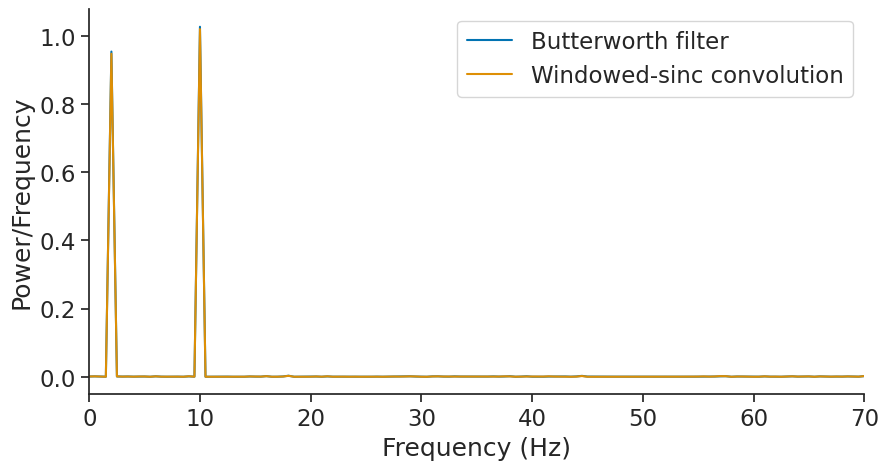 Butterworth filter
Windowed-sinc convolution
Power/Frequency
1.0
0.8
0.6
0.4
0.2
0.0
0 10 20 30 40 50 60 70
Frequency (Hz)